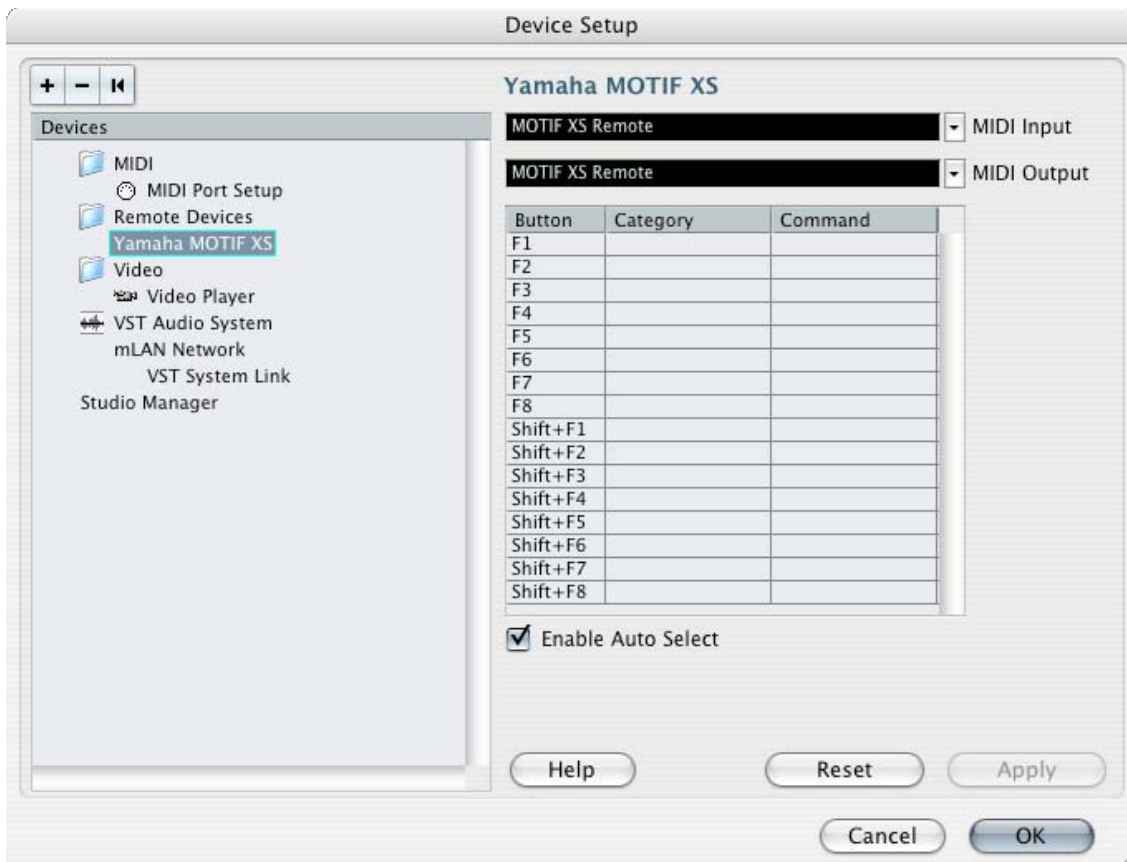 Device Setup
+ −
Devices
MIDI
MIDI Port Setup
Remote Devices
Yamaha MOTIF XS
Video
Video Player
VST Audio System
mLAN Network
VST System Link
Studio Manager
Yamaha MOTIF XS
MOTIF XS Remote MIDI Input
MOTIF XS Remote MIDI Output
Button Category Command
F1
F2
F3
F4
F5
F6
F7
F8
Shift+F1
Shift+F2
Shift+F3
Shift+F4
Shift+F5
Shift+F6
Shift+F7
Shift+F8
Enable Auto Select
Help Reset Apply
Cancel OK